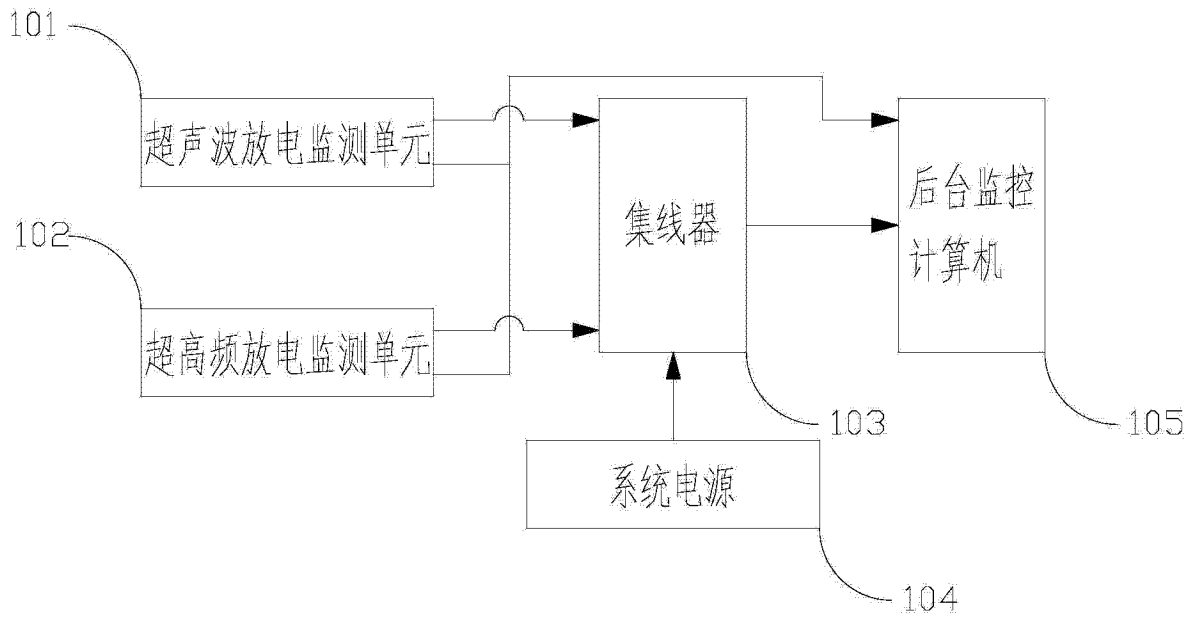 101
超声波放电监测单元
102
超高频放电监测单元
集线器
103
系统电源
104
后台监控
计算机
105